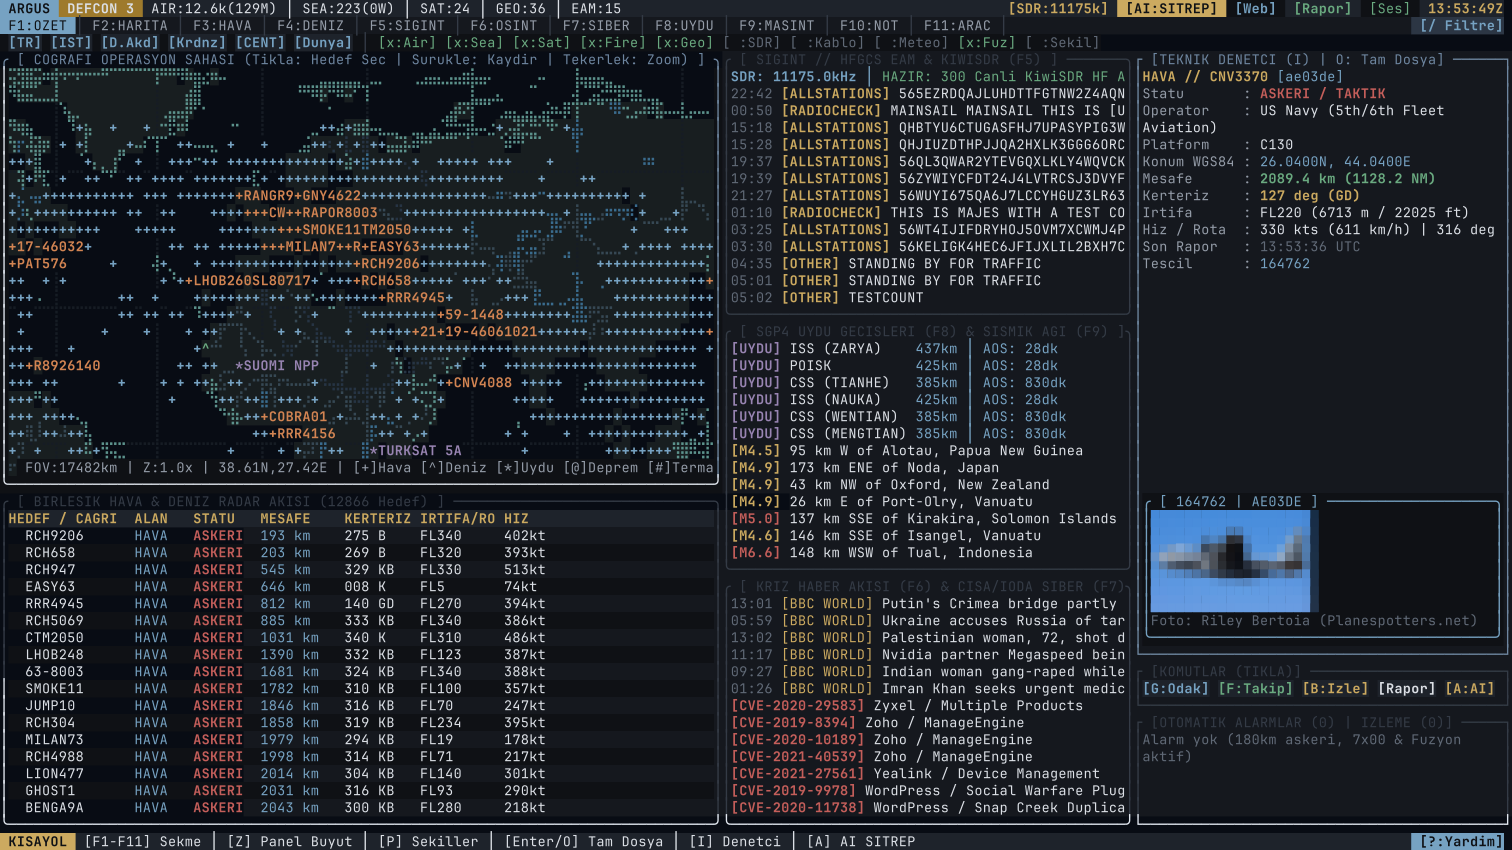 ARGUS DEFCON 3 AIR:12.6k(129M) | SEA:223(0W) | SAT:24 | GEO:36 | EAM:15 [SDR:11175k] [AI:SITREP] [Web] [Rapor] [Ses] 13:53:49Z
F1:OZET F2:HARITA F3:HAVA F4:DENIZ F5:SIGINT F6:OSINT F7:SIBER F8:UYDU F9:MASINT F10:NOT F11:ARAC [/ Filtre]
[TR] [IST] [D.Akd] [Krdnz] [CENT] [Dunya] [x:Air] [x:Sea] [x:Sat] [x:Fire] [x:Geo] [ :SDR] [ :Kablo] [ :Meteo] [x:Fuz] [ :Sekil]
[ COGRAFI OPERASYON SAHASI (Tikla: Hedef Sec | Surukle: Kaydir | Tekerlek: Zoom) ]
+RANGR9+GNY4622
+++CW++RAPOR8003
+++SMOKE11TM2050
+++MILAN7++R+EASY63
+17-46032+
+PAT576
+RCH9206
+LHOB260SL80717+
+RCH658
+RRR4945+
+59-1448
+21+19-46061021
++R8926140
*SUOMI NPP
+CNV4088
+COBRA01
++RRR4156
*TURKSAT 5A
FOV:17482km | Z:1.0x | 38.61N,27.42E | [+]Hava [^]Deniz [*]Uydu [@]Deprem [#]Terma
[ BIRLESIK HAVA & DENIZ RADAR AKISI (12866 Hedef) ]
HEDEF / CAGRI ALAN STATU MESAFE KERTERIZ IRTIFA/RO HIZ
RCH9206 HAVA ASKERI 193 km 275 B FL340 402kt
RCH658 HAVA ASKERI 203 km 269 B FL320 393kt
RCH947 HAVA ASKERI 545 km 329 KB FL330 513kt
EASY63 HAVA ASKERI 646 km 008 K FL5 74kt
RRR4945 HAVA ASKERI 812 km 140 GD FL270 394kt
RCH5069 HAVA ASKERI 885 km 333 KB FL340 386kt
CTM2050 HAVA ASKERI 1031 km 340 K FL310 486kt
LHOB248 HAVA ASKERI 1390 km 332 KB FL123 387kt
63-8003 HAVA ASKERI 1681 km 324 KB FL340 388kt
SMOKE11 HAVA ASKERI 1782 km 310 KB FL100 357kt
JUMP10 HAVA ASKERI 1846 km 316 KB FL70 247kt
RCH304 HAVA ASKERI 1858 km 319 KB FL234 395kt
MILAN73 HAVA ASKERI 1979 km 294 KB FL19 178kt
RCH4988 HAVA ASKERI 1998 km 314 KB FL71 217kt
LION477 HAVA ASKERI 2014 km 304 KB FL140 301kt
GHOST1 HAVA ASKERI 2031 km 316 KB FL93 290kt
BENGA9A HAVA ASKERI 2043 km 300 KB FL280 218kt
[ SIGINT // HFGCS EAM & KIWISDR (F5) ]
SDR: 11175.0kHz | HAZIR: 300 Canli KiwiSDR HF A
22:42 [ALLSTATIONS] 565EZRDQAJLUHDTTFGTNW2Z4AQN
00:50 [RADIOCHECK] MAINSAIL MAINSAIL THIS IS [U
15:18 [ALLSTATIONS] QHBTYU6CTUGASFHJ7UPASYPIG3W
15:28 [ALLSTATIONS] QHJIUZDTHPJJQA2HXLK3GGG6ORC
19:37 [ALLSTATIONS] 56QL3QWAR2YTEVGQXLKLY4WQVCK
19:39 [ALLSTATIONS] 56ZYWIYCFDT24J4LVTRCSJ3DVYF
21:27 [ALLSTATIONS] 56WUYI675QA6J7LCCYHGUZ3LR63
01:10 [RADIOCHECK] THIS IS MAJES WITH A TEST CO
03:25 [ALLSTATIONS] 56WT4IJIFDRYHOJ5OVM7XCWMJ4P
03:30 [ALLSTATIONS] 56KELIGK4HEC6JFIJXLIL2BXH7C
04:35 [OTHER] STANDING BY FOR TRAFFIC
05:01 [OTHER] STANDING BY FOR TRAFFIC
05:02 [OTHER] TESTCOUNT
[ SGP4 UYDU GECISLERI (F8) & SISMIK AGI (F9) ]
[UYDU] ISS (ZARYA) 437km | AOS: 28dk
[UYDU] POISK 425km | AOS: 28dk
[UYDU] CSS (TIANHE) 385km | AOS: 830dk
[UYDU] ISS (NAUKA) 425km | AOS: 28dk
[UYDU] CSS (WENTIAN) 385km | AOS: 830dk
[UYDU] CSS (MENGTIAN) 385km | AOS: 830dk
[M4.5] 95 km W of Alotau, Papua New Guinea
[M4.9] 173 km ENE of Noda, Japan
[M4.9] 43 km NW of Oxford, New Zealand
[M4.9] 26 km E of Port-Olry, Vanuatu
[M5.0] 137 km SSE of Kirakira, Solomon Islands
[M4.6] 146 km SSE of Isangel, Vanuatu
[M6.6] 148 km WSW of Tual, Indonesia
[ KRIZ HABER AKISI (F6) & CISA/IODA SIBER (F7)
13:01 [BBC WORLD] Putin's Crimea bridge partly
05:59 [BBC WORLD] Ukraine accuses Russia of tar
13:02 [BBC WORLD] Palestinian woman, 72, shot d
11:17 [BBC WORLD] Nvidia partner Megaspeed bein
09:27 [BBC WORLD] Indian woman gang-raped while
01:26 [BBC WORLD] Imran Khan seeks urgent medic
[CVE-2020-29583] Zyxel / Multiple Products
[CVE-2019-8394] Zoho / ManageEngine
[CVE-2020-10189] Zoho / ManageEngine
[CVE-2021-40539] Zoho / ManageEngine
[CVE-2021-27561] Yealink / Device Management
[CVE-2019-9978] WordPress / Social Warfare Plug
[CVE-2020-11738] WordPress / Snap Creek Duplica
[TEKNIK DENETCI (I) | O: Tam Dosya]
HAVA // CNV3370 [ae03de]
Statu : ASKERI / TAKTIK
Operator : US Navy (5th/6th Fleet
Aviation)
Platform : C130
Konum WGS84 : 26.0400N, 44.0400E
Mesafe : 2089.4 km (1128.2 NM)
Kerteriz : 127 deg (GD)
Irtifa : FL220 (6713 m / 22025 ft)
Hiz / Rota : 330 kts (611 km/h) | 316 deg
Son Rapor : 13:53:36 UTC
Tescil : 164762
[ 164762 | AE03DE ]
Foto: Riley Bertoia (Planespotters.net)
[KOMUTLAR (TIKLA)]
[G:Odak] [F:Takip] [B:Izle] [Rapor] [A:AI]
[OTOMATIK ALARMLAR (0) | IZLEME (0)]
Alarm yok (180km askeri, 7x00 & Fuzyon
aktif)
KISAYOL [F1-F11] Sekme | [Z] Panel Buyut | [P] Sekiller | [Enter/O] Tam Dosya | [I] Denetci | [A] AI SITREP [?:Yardim]